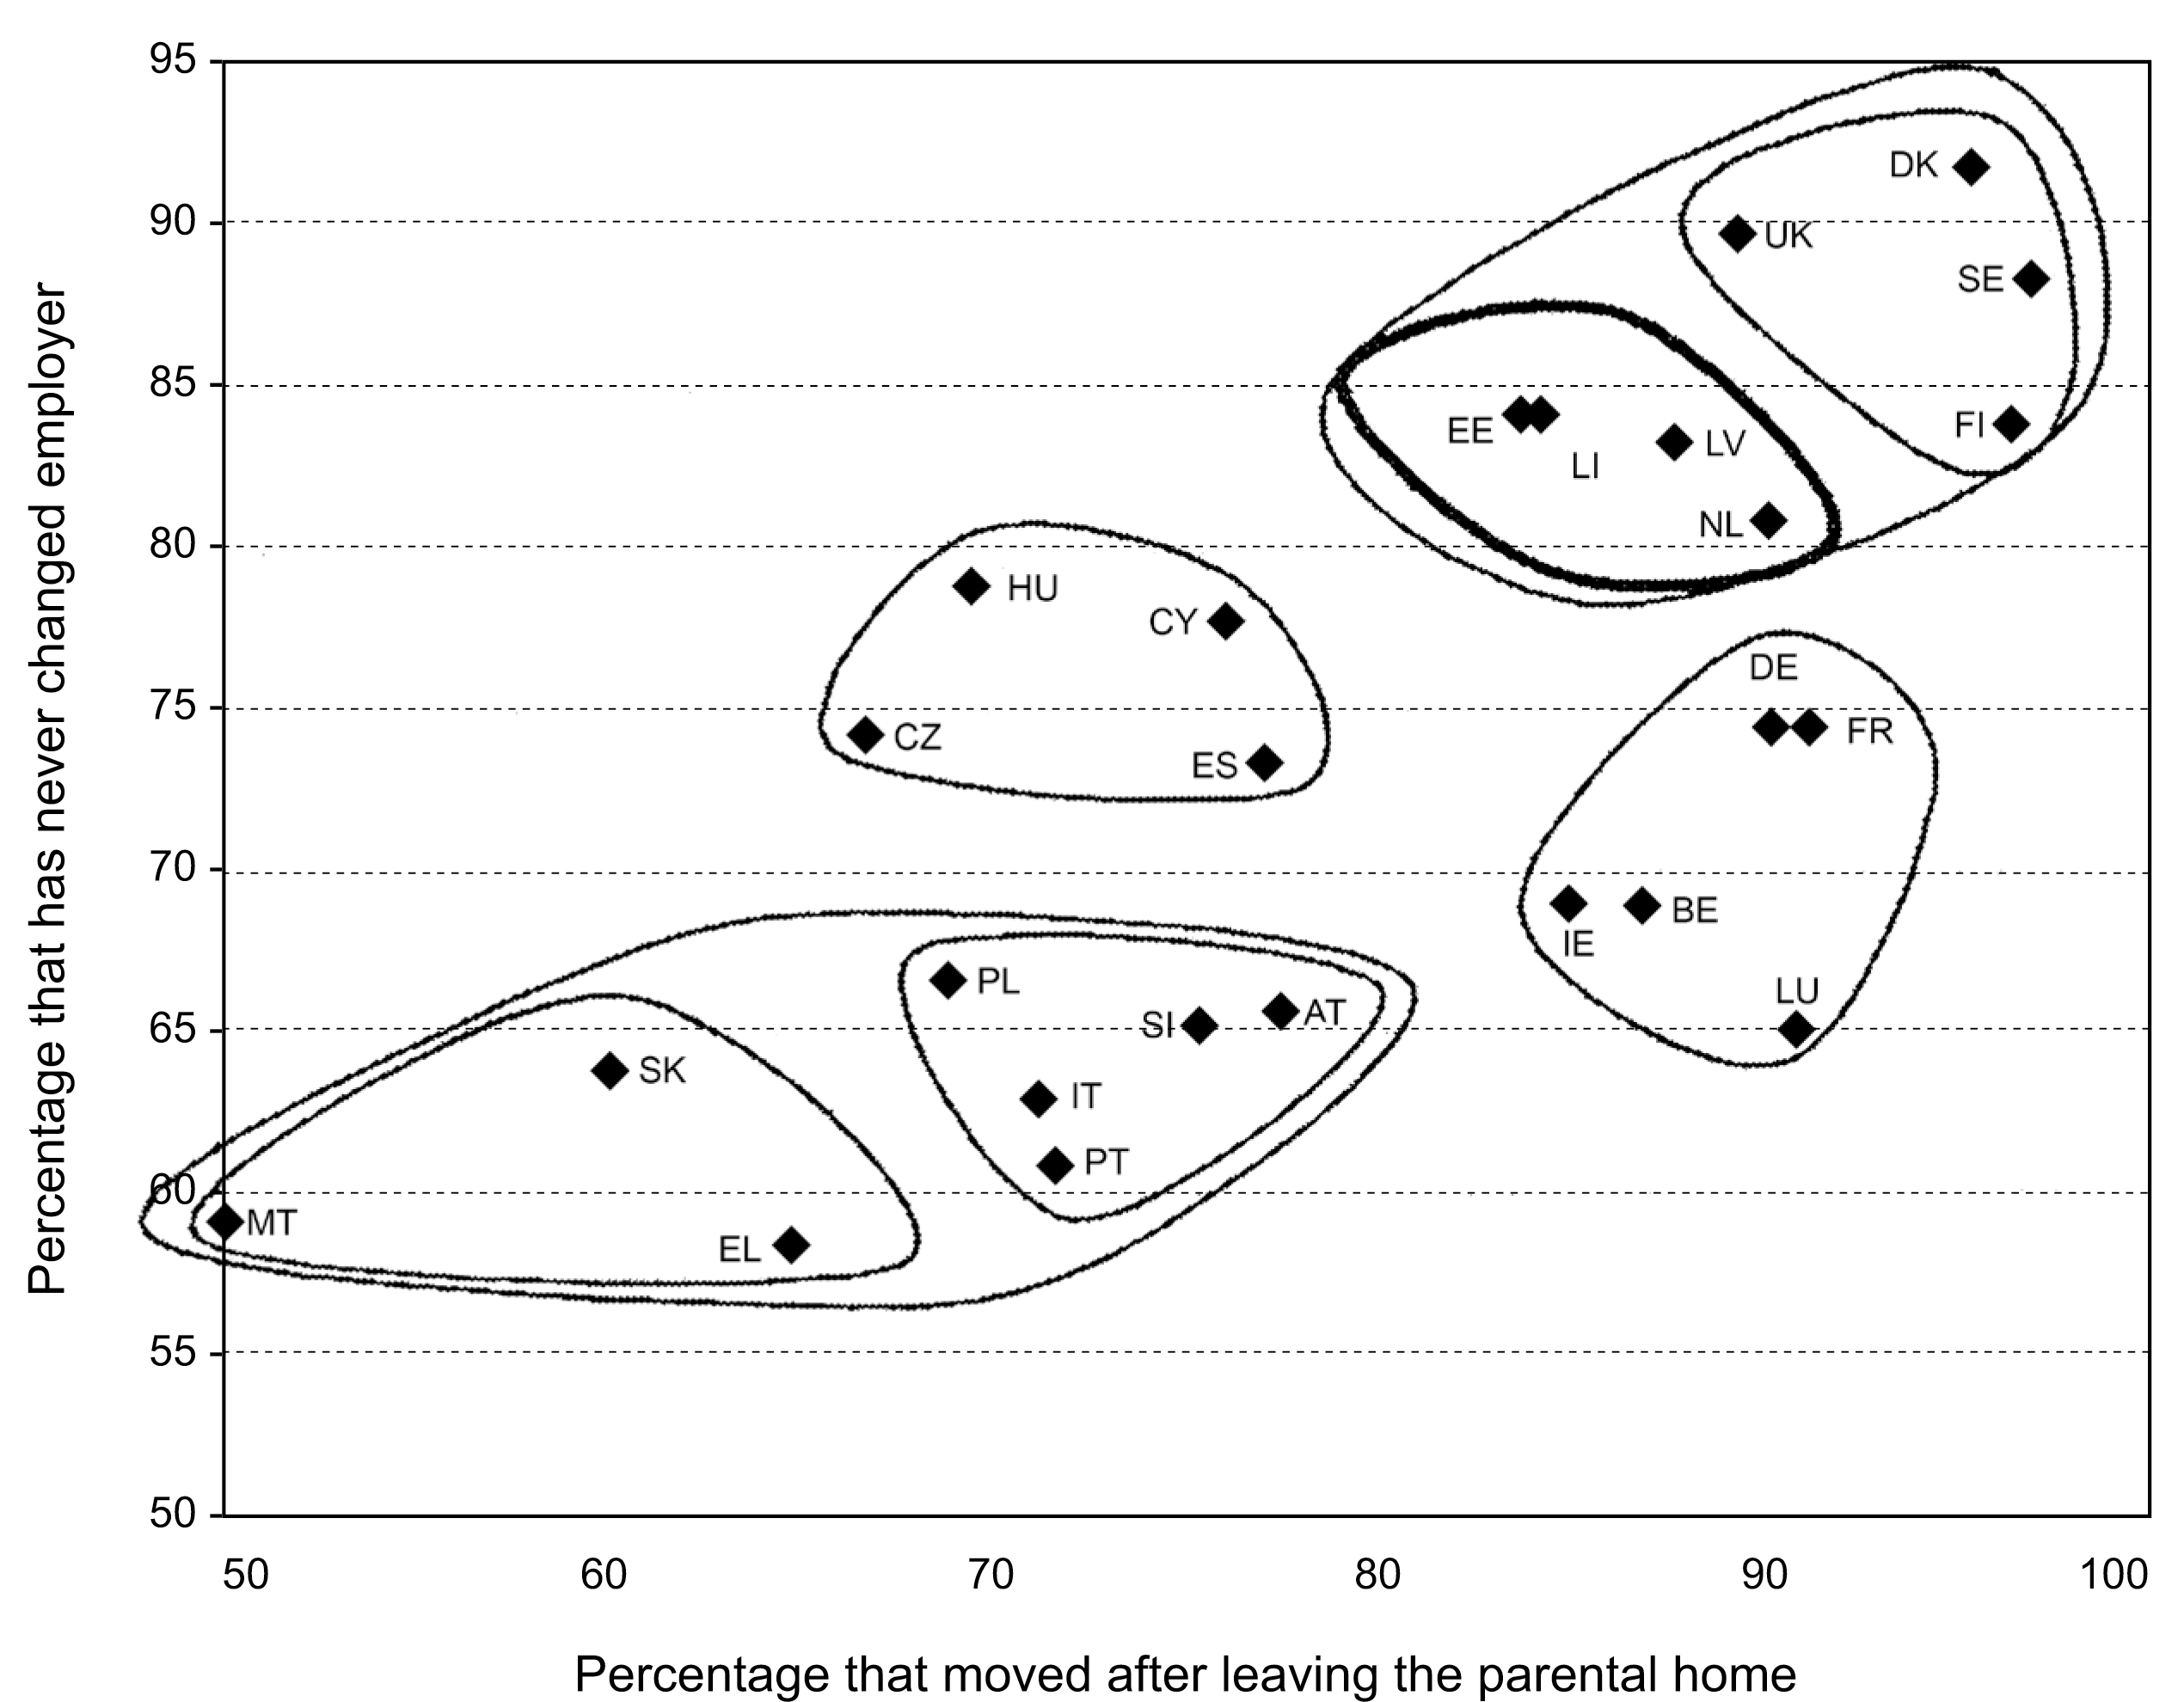 Percentage that has never changed employer
95
90
85
80
75
70
65
60
55
50
DK
UK
SE
FI
EE
LI
LV
NL
HU
CY
CZ
ES
DE
FR
IE
BE
LU
PL
SI
AT
IT
PT
SK
MT
EL
50 60 70 80 90 100
Percentage that moved after leaving the parental home